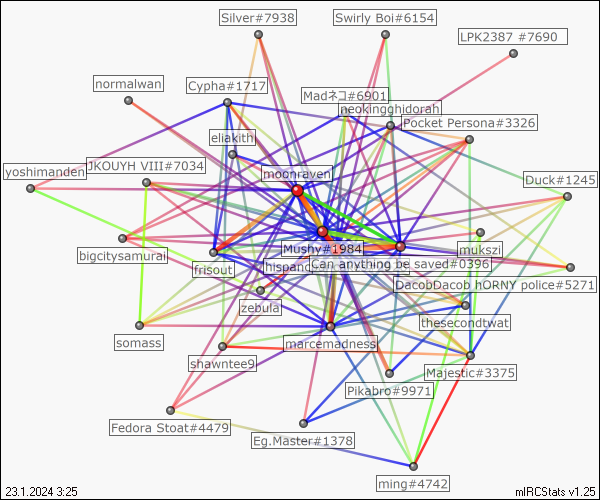 Silver#7938
Swirly Boi#6154
LPK2387 #7690
normalwan
Cypha#1717
Madネコ#6901
neokingghidorah
Pocket Persona#3326
eliakith
yoshimanden
JKOUYH VIII#7034
moonraven
Duck#1245
Mushy#1984
mukszi
bigcitysamurai
frisout
hispand
Can anything be saved#0396
DacobDacob hORNY police#5271
zebula
thesecondtwat
somass
marcemadness
shawntee9
Majestic#3375
Pikabro#9971
Fedora Stoat#4479
Eg.Master#1378
ming#4742
23.1.2024 3:25
mIRCStats v1.25